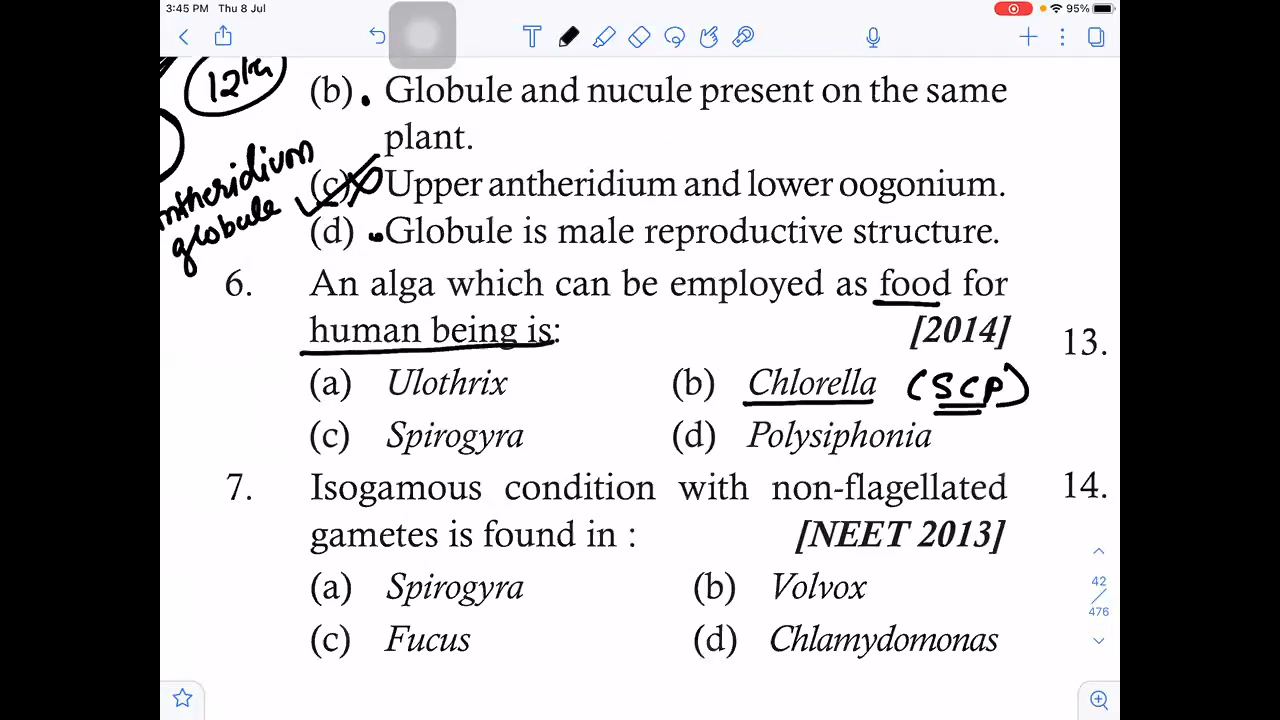 3:45 PM Thu 8 Jul
95%
T
12th
(b) Globule and nucule present on the same
plant.
antheridium
globule
(c) Upper antheridium and lower oogonium.
(d) Globule is male reproductive structure.
6. An alga which can be employed as food for
human being is: [2014]
13.
(a) Ulothrix (b) Chlorella (SCP)
(c) Spirogyra (d) Polysiphonia
7. Isogamous condition with non-flagellated
14.
gametes is found in : [NEET 2013]
(a) Spirogyra (b) Volvox
42
476
(c) Fucus (d) Chlamydomonas